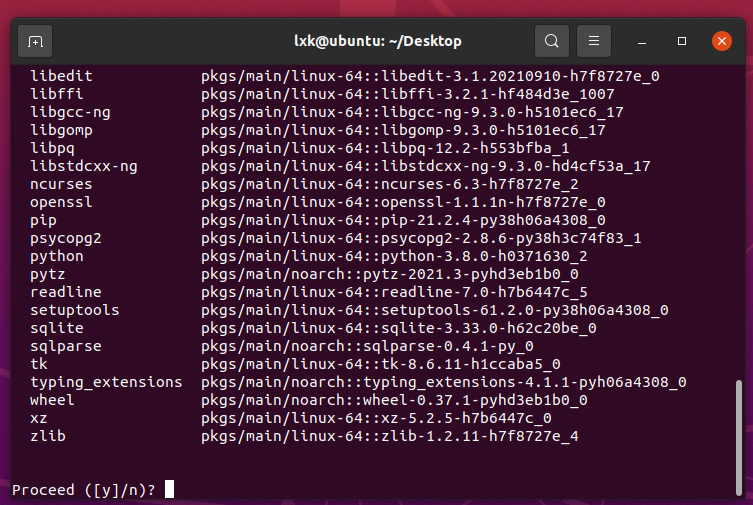 lxk@ubuntu: ~/Desktop
libedit pkgs/main/linux-64::libedit-3.1.20210910-h7f8727e_0
libffi pkgs/main/linux-64::libffi-3.2.1-hf484d3e_1007
libgcc-ng pkgs/main/linux-64::libgcc-ng-9.3.0-h5101ec6_17
libgomp pkgs/main/linux-64::libgomp-9.3.0-h5101ec6_17
libpq pkgs/main/linux-64::libpq-12.2-h553bfba_1
libstdcxx-ng pkgs/main/linux-64::libstdcxx-ng-9.3.0-hd4cf53a_17
ncurses pkgs/main/linux-64::ncurses-6.3-h7f8727e_2
openssl pkgs/main/linux-64::openssl-1.1.1n-h7f8727e_0
pip pkgs/main/linux-64::pip-21.2.4-py38h06a4308_0
psycopg2 pkgs/main/linux-64::psycopg2-2.8.6-py38h3c74f83_1
python pkgs/main/linux-64::python-3.8.0-h0371630_2
pytz pkgs/main/noarch::pytz-2021.3-pyhd3eb1b0_0
readline pkgs/main/linux-64::readline-7.0-h7b6447c_5
setuptools pkgs/main/linux-64::setuptools-61.2.0-py38h06a4308_0
sqlite pkgs/main/linux-64::sqlite-3.33.0-h62c20be_0
sqlparse pkgs/main/noarch::sqlparse-0.4.1-py_0
tk pkgs/main/linux-64::tk-8.6.11-h1ccaba5_0
typing_extensions pkgs/main/noarch::typing_extensions-4.1.1-pyh06a4308_0
wheel pkgs/main/noarch::wheel-0.37.1-pyhd3eb1b0_0
xz pkgs/main/linux-64::xz-5.2.5-h7b6447c_0
zlib pkgs/main/linux-64::zlib-1.2.11-h7f8727e_4
Proceed ([y]/n)?